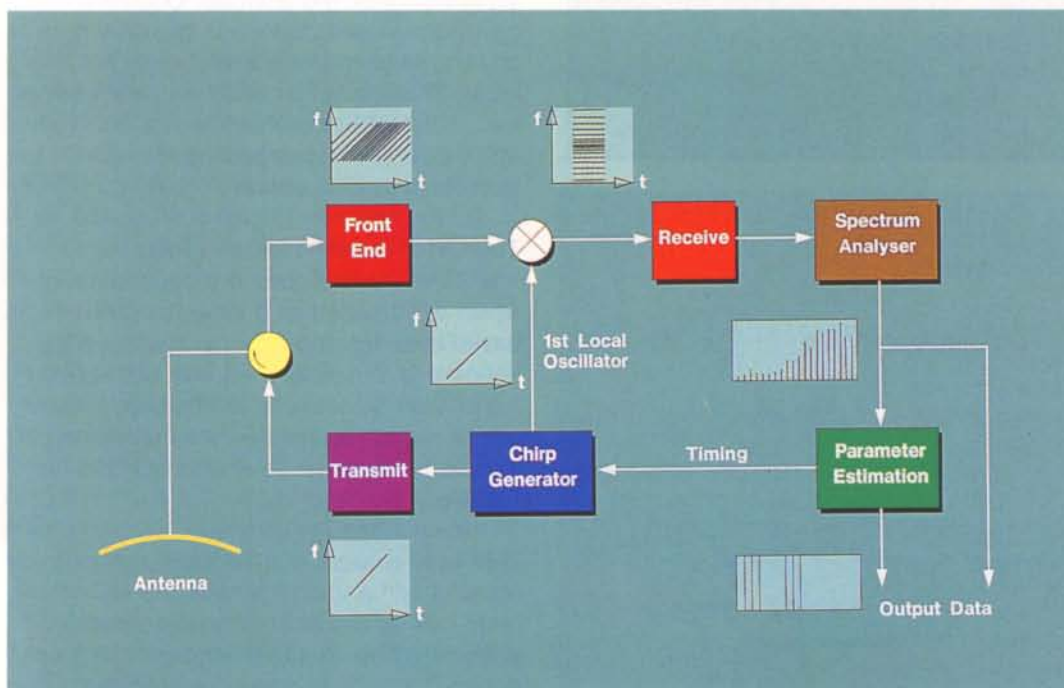 f
t
f
t
Front
End
Receive
Spectrum
Analyser
f
t
1st Local
Oscillator
Transmit
Chirp
Generator
Timing
Parameter
Estimation
f
t
Antenna
Output Data